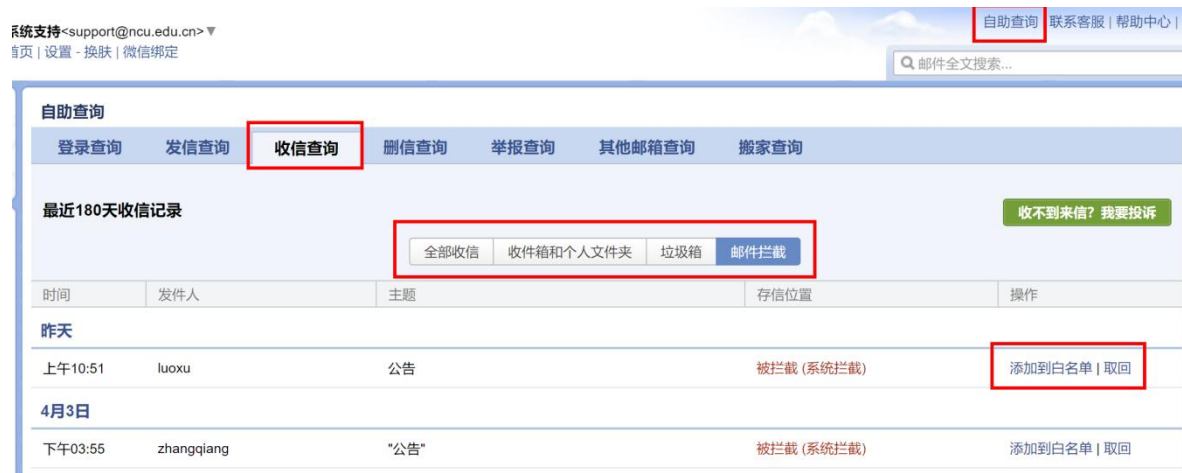 系统支持<support@ncu.edu.cn>▼
自助查询 | 联系客服 | 帮助中心 |
首页 | 设置 - 换肤 | 微信绑定
邮件全文搜索...
自助查询
登录查询 发信查询 收信查询 删信查询 举报查询 其他邮箱查询 搬家查询
最近180天收信记录
收不到来信？我要投诉
全部收信 收件箱和个人文件夹 垃圾箱 邮件拦截
时间 发件人 主题 存信位置 操作
昨天
上午10:51 luoxu 公告 被拦截 (系统拦截) 添加到白名单 | 取回
4月3日
下午03:55 zhangqiang "公告" 被拦截 (系统拦截) 添加到白名单 | 取回